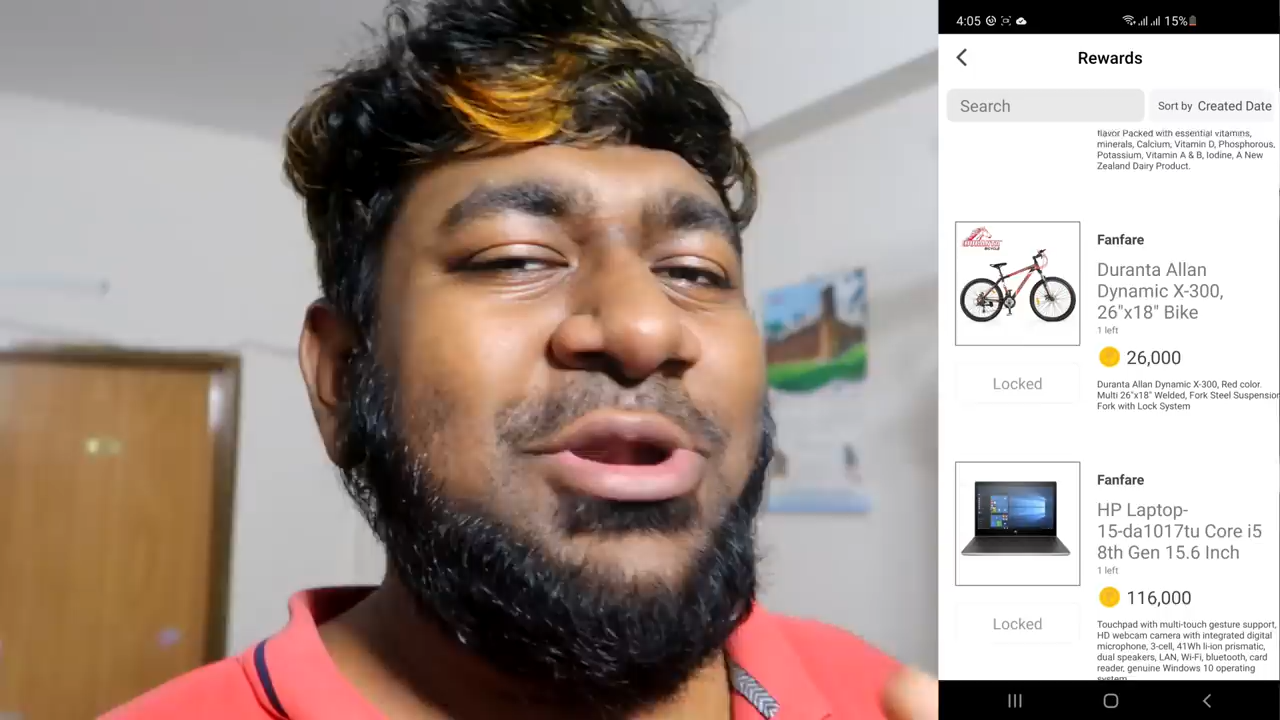 4:05
15%
Rewards
Search
Sort by Created Date
flavor Packed with essential vitamins,
minerals, Calcium, Vitamin D, Phosphorous,
Potassium, Vitamin A & B, Iodine, A New
Zealand Dairy Product.
DURANTA
BICYCLE
Fanfare
Duranta Allan
Dynamic X-300,
26"x18" Bike
1 left
26,000
Locked
Duranta Allan Dynamic X-300, Red color.
Multi 26"x18" Welded, Fork Steel Suspension
Fork with Lock System
Fanfare
HP Laptop-
15-da1017tu Core i5
8th Gen 15.6 Inch
1 left
116,000
Locked
Touchpad with multi-touch gesture support,
HD webcam camera with integrated digital
microphone, 3-cell, 41Wh li-ion prismatic,
dual speakers, LAN, Wi-Fi, bluetooth, card
reader, genuine Windows 10 operating
system